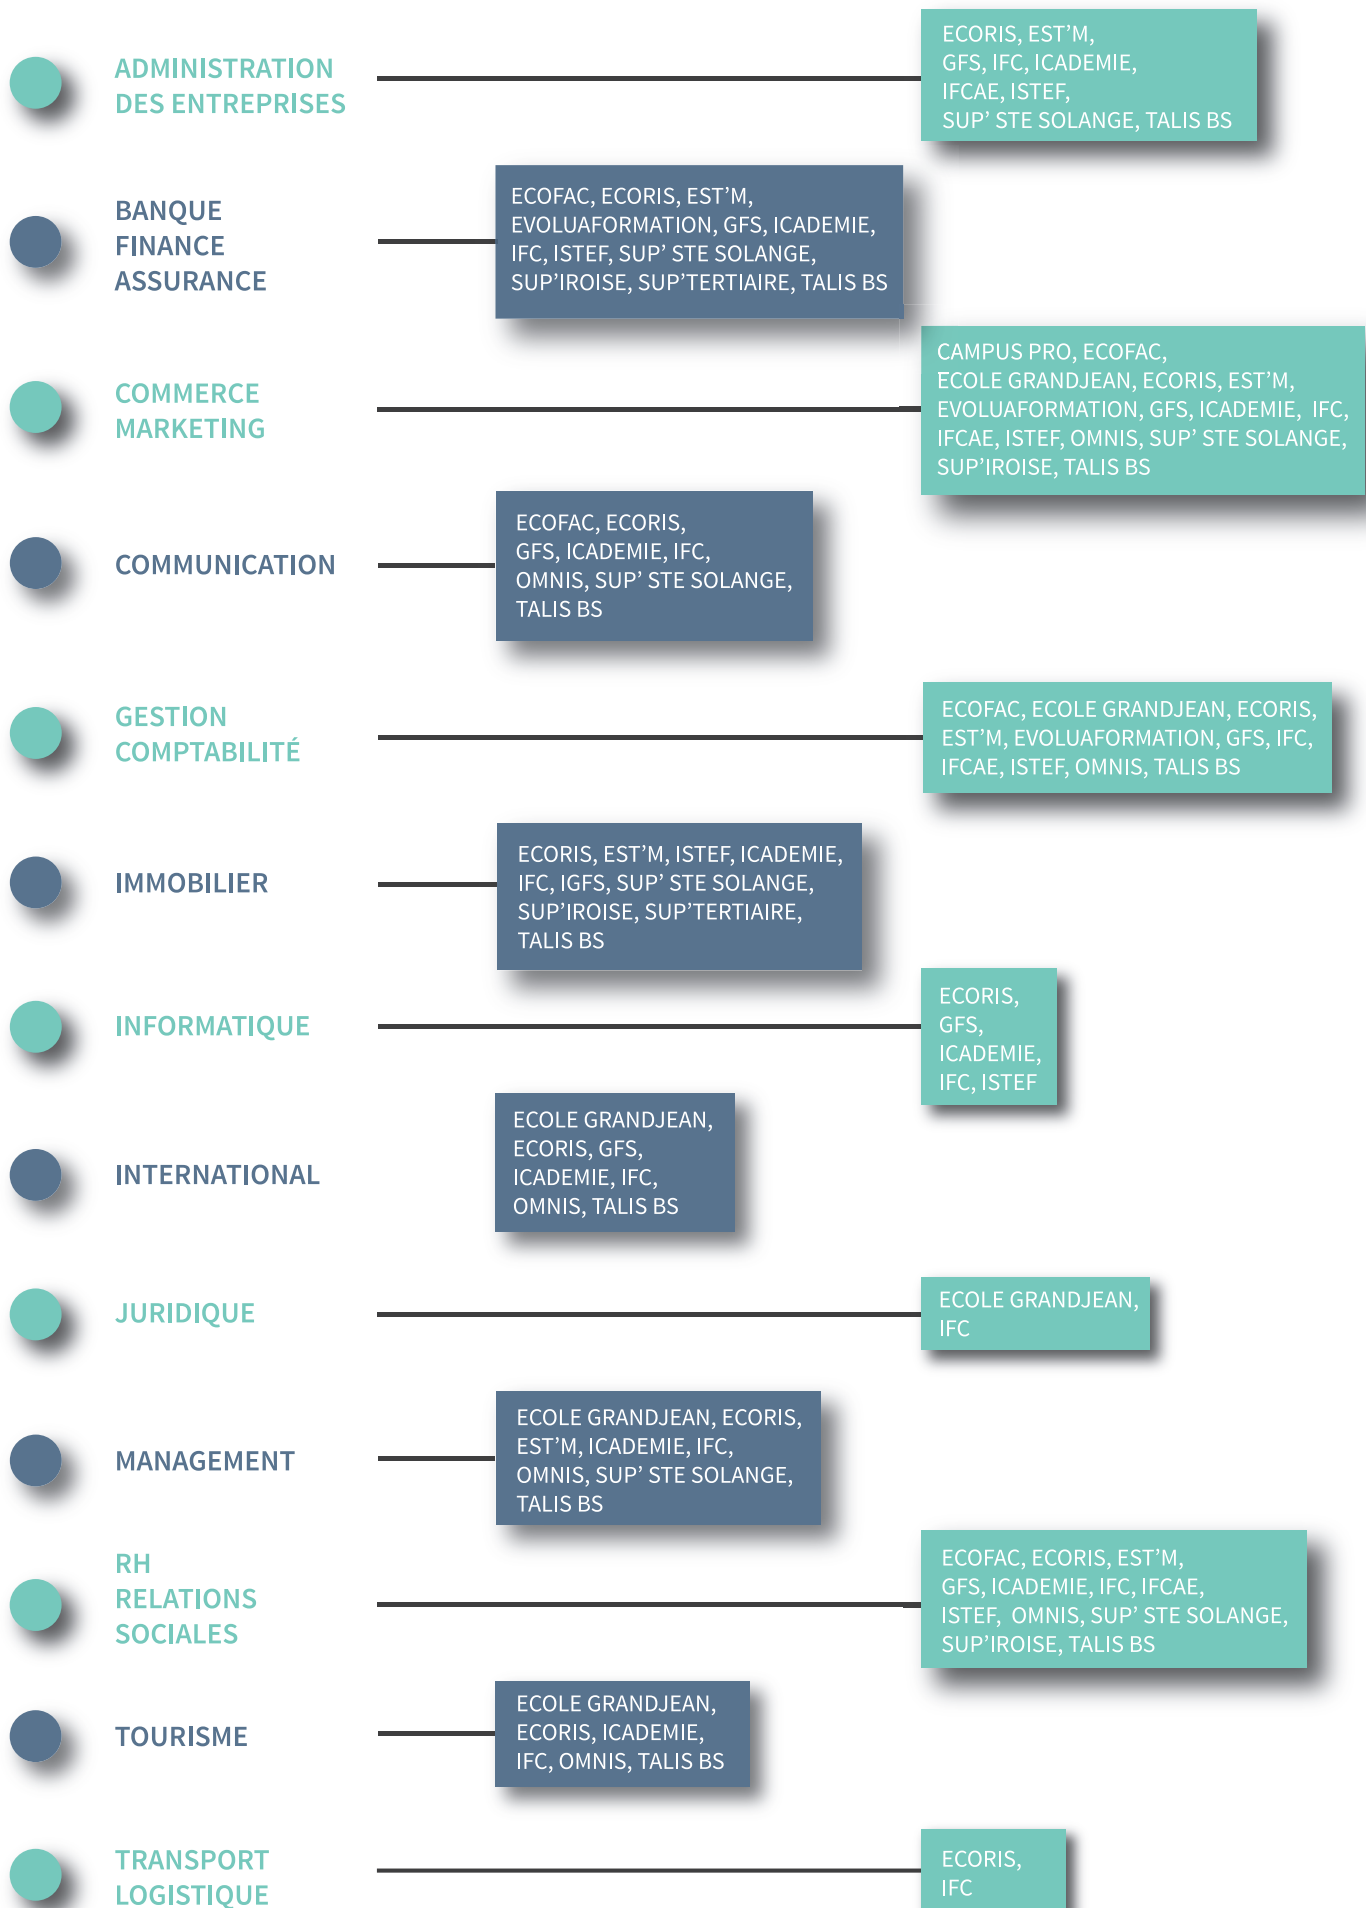 ADMINISTRATION
DES ENTREPRISES
ECORIS, EST’M,
GFS, IFC, ICADEMIE,
IFCAE, ISTEF,
SUP’ STE SOLANGE, TALIS BS
BANQUE
FINANCE
ASSURANCE
ECOFAC, ECORIS, EST’M,
EVOLUAFORMATION, GFS, ICADEMIE,
IFC, ISTEF, SUP’ STE SOLANGE,
SUP’IROISE, SUP’TERTIAIRE, TALIS BS
COMMERCE
MARKETING
CAMPUS PRO, ECOFAC,
ECOLE GRANDJEAN, ECORIS, EST’M,
EVOLUAFORMATION, GFS, ICADEMIE, IFC,
IFCAE, ISTEF, OMNIS, SUP’ STE SOLANGE,
SUP’IROISE, TALIS BS
COMMUNICATION
ECOFAC, ECORIS,
GFS, ICADEMIE, IFC,
OMNIS, SUP’ STE SOLANGE,
TALIS BS
GESTION
COMPTABILITÉ
ECOFAC, ECOLE GRANDJEAN, ECORIS,
EST’M, EVOLUAFORMATION, GFS, IFC,
IFCAE, ISTEF, OMNIS, TALIS BS
IMMOBILIER
ECORIS, EST’M, ISTEF, ICADEMIE,
IFC, IGFS, SUP’ STE SOLANGE,
SUP’IROISE, SUP’TERTIAIRE,
TALIS BS
INFORMATIQUE
ECORIS,
GFS,
ICADEMIE,
IFC, ISTEF
INTERNATIONAL
ECOLE GRANDJEAN,
ECORIS, GFS,
ICADEMIE, IFC,
OMNIS, TALIS BS
JURIDIQUE
ECOLE GRANDJEAN,
IFC
MANAGEMENT
ECOLE GRANDJEAN, ECORIS,
EST’M, ICADEMIE, IFC,
OMNIS, SUP’ STE SOLANGE,
TALIS BS
RH
RELATIONS
SOCIALES
ECOFAC, ECORIS, EST’M,
GFS, ICADEMIE, IFC, IFCAE,
ISTEF, OMNIS, SUP’ STE SOLANGE,
SUP’IROISE, TALIS BS
TOURISME
ECOLE GRANDJEAN,
ECORIS, ICADEMIE,
IFC, OMNIS, TALIS BS
TRANSPORT
LOGISTIQUE
ECORIS,
IFC